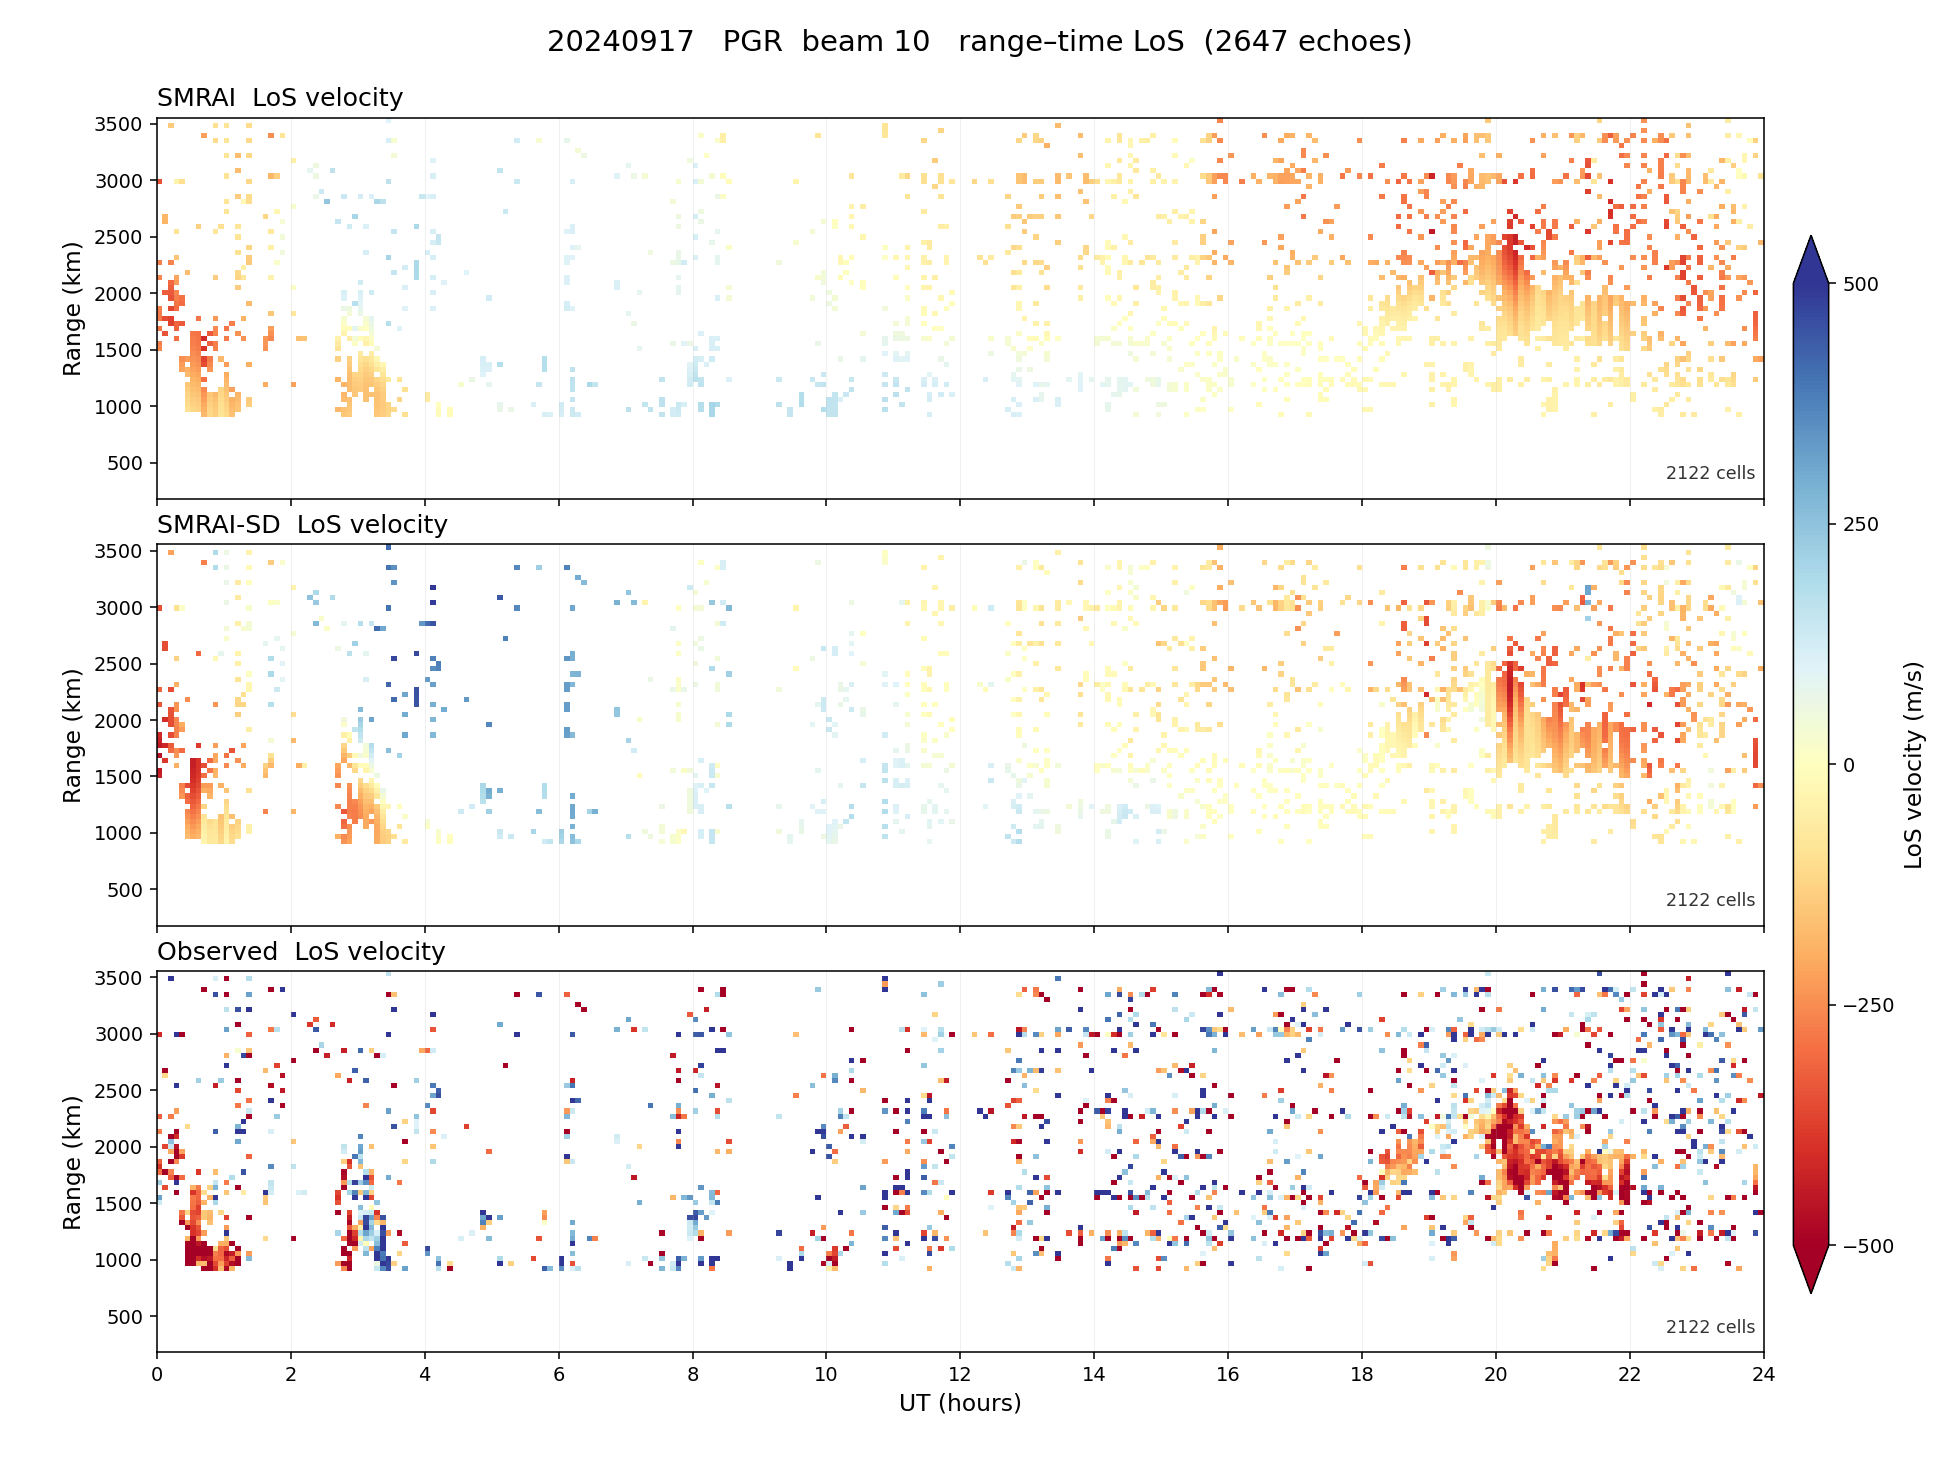 20240917   PGR  beam 10   range–time LoS  (2647 echoes)
SMRAI  LoS velocity
3500
3000
2500
2000
1500
1000
500
Range (km)
2122 cells
SMRAI-SD  LoS velocity
3500
3000
2500
2000
1500
1000
500
Range (km)
2122 cells
Observed  LoS velocity
3500
3000
2500
2000
1500
1000
500
Range (km)
2122 cells
0 2 4 6 8 10 12 14 16 18 20 22 24
UT (hours)
500
250
0
−250
−500
LoS velocity (m/s)